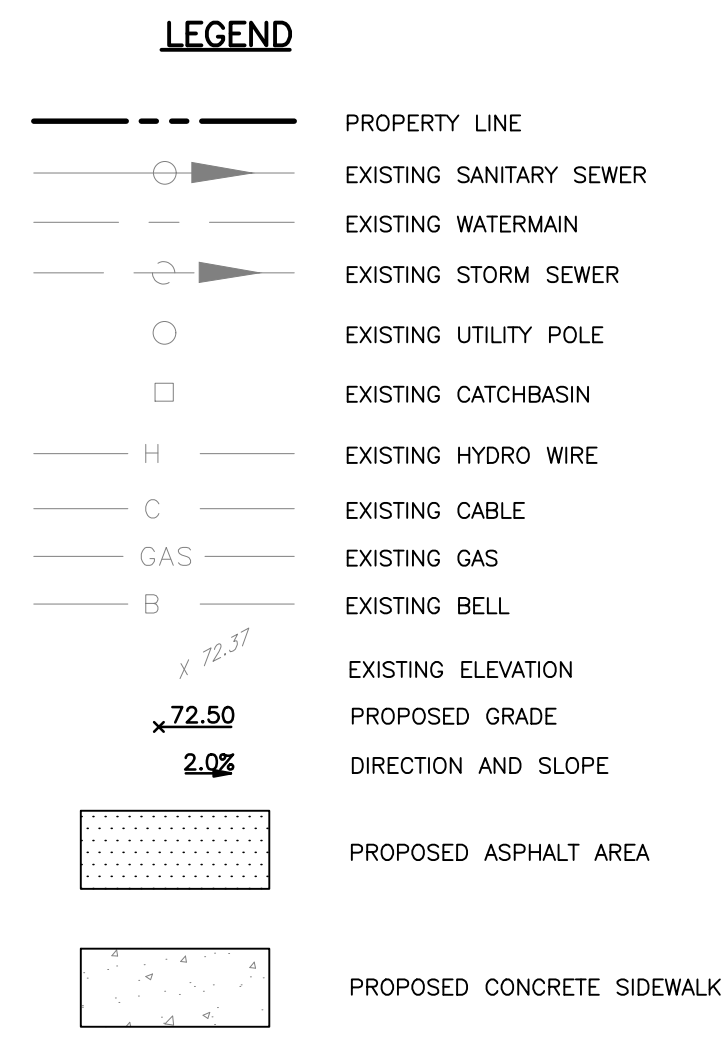 LEGEND
PROPERTY LINE
EXISTING SANITARY SEWER
EXISTING WATERMAIN
EXISTING STORM SEWER
EXISTING UTILITY POLE
EXISTING CATCHBASIN
H EXISTING HYDRO WIRE
C EXISTING CABLE
GAS EXISTING GAS
B EXISTING BELL
x 72.37 EXISTING ELEVATION
x 72.50 PROPOSED GRADE
2.0% DIRECTION AND SLOPE
PROPOSED ASPHALT AREA
PROPOSED CONCRETE SIDEWALK